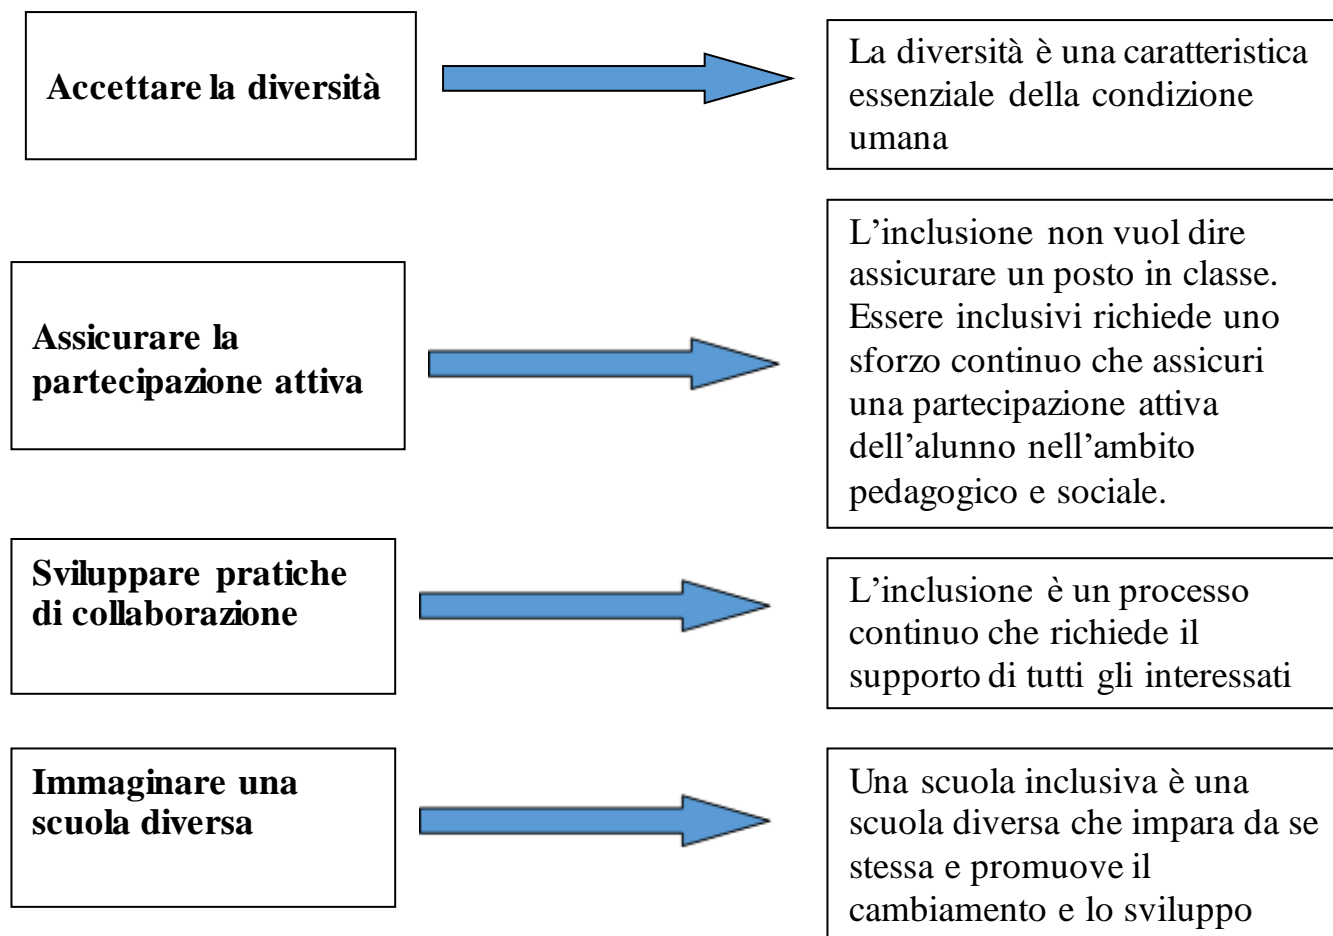 Accettare la diversità
La diversità è una caratteristica
essenziale della condizione
umana
Assicurare la
partecipazione attiva
L’inclusione non vuol dire
assicurare un posto in classe.
Essere inclusivi richiede uno
sforzo continuo che assicuri
una partecipazione attiva
dell’alunno nell’ambito
pedagogico e sociale.
Sviluppare pratiche
di collaborazione
L’inclusione è un processo
continuo che richiede il
supporto di tutti gli interessati
Immaginare una
scuola diversa
Una scuola inclusiva è una
scuola diversa che impara da se
stessa e promuove il
cambiamento e lo sviluppo